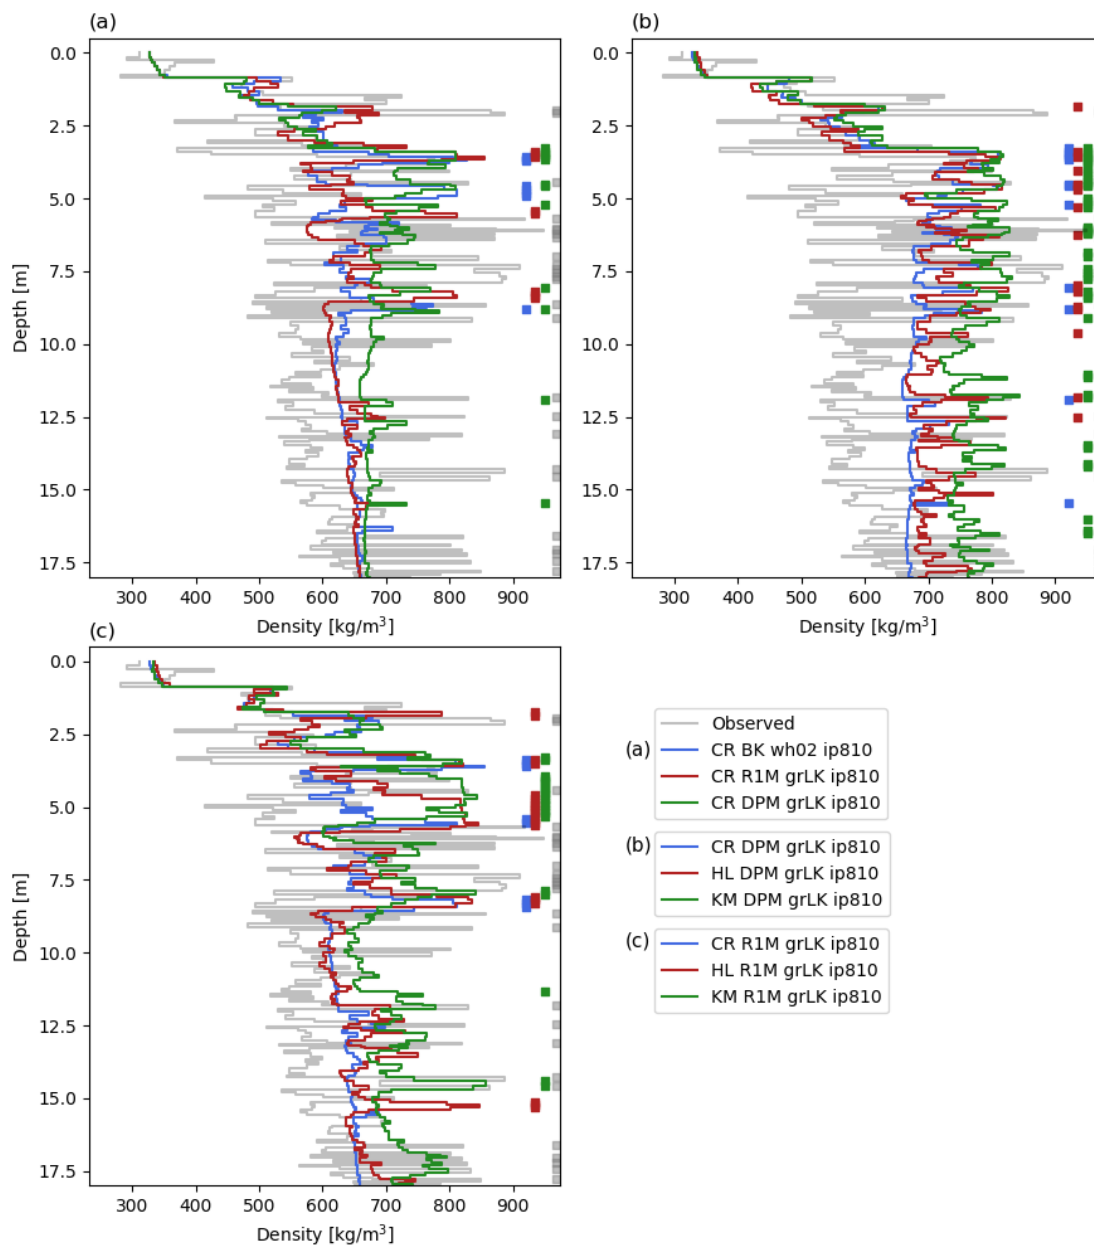 (a)
(b)
0.0
2.5
5.0
7.5
10.0
12.5
15.0
17.5
Depth [m]
300 400 500 600 700 800 900
Density [kg/m³]
0.0
2.5
5.0
7.5
10.0
12.5
15.0
17.5
300 400 500 600 700 800 900
Density [kg/m³]
(c)
0.0
2.5
5.0
7.5
10.0
12.5
15.0
17.5
Depth [m]
300 400 500 600 700 800 900
Density [kg/m³]
Observed
(a) CR BK wh02 ip810
CR R1M grLK ip810
CR DPM grLK ip810
(b) CR DPM grLK ip810
HL DPM grLK ip810
KM DPM grLK ip810
(c) CR R1M grLK ip810
HL R1M grLK ip810
KM R1M grLK ip810